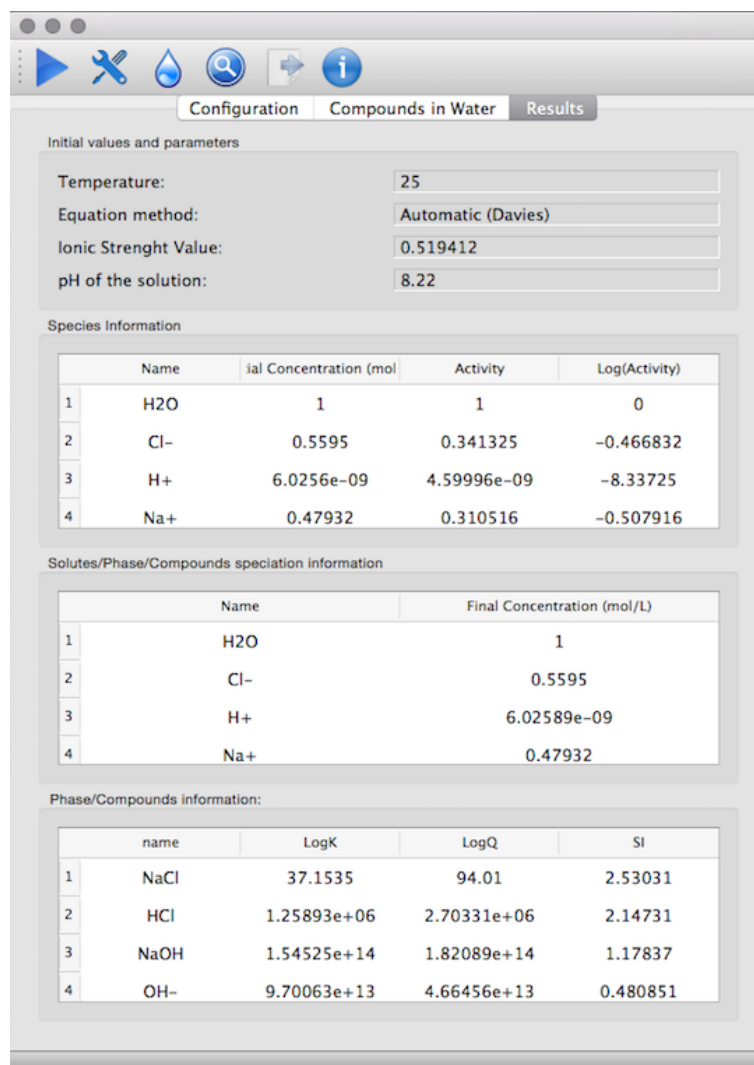 Configuration Compounds in Water Results
Initial values and parameters
Temperature: 25
Equation method: Automatic (Davies)
Ionic Strenght Value: 0.519412
pH of the solution: 8.22
Species Information
Name :ial Concentration (mol Activity Log(Activity)
1 H2O 1 1 0
2 Cl- 0.5595 0.341325 -0.466832
3 H+ 6.0256e-09 4.59996e-09 -8.33725
4 Na+ 0.47932 0.310516 -0.507916
Solutes/Phase/Compounds speciation information
Name Final Concentration (mol/L)
1 H2O 1
2 Cl- 0.5595
3 H+ 6.02589e-09
4 Na+ 0.47932
Phase/Compounds information:
name LogK LogQ SI
1 NaCl 37.1535 94.01 2.53031
2 HCl 1.25893e+06 2.70331e+06 2.14731
3 NaOH 1.54525e+14 1.82089e+14 1.17837
4 OH- 9.70063e+13 4.66456e+13 0.480851